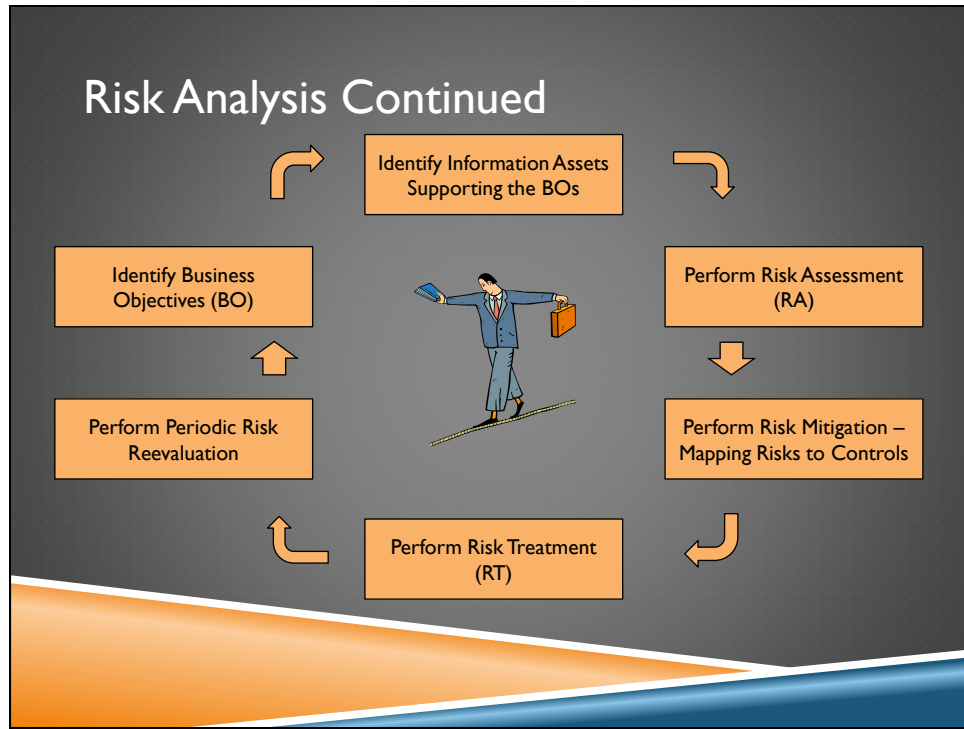 Risk Analysis Continued
Identify Information Assets
Supporting the BOs
Identify Business
Objectives (BO)
Perform Risk Assessment
(RA)
Perform Periodic Risk
Reevaluation
Perform Risk Mitigation –
Mapping Risks to Controls
Perform Risk Treatment
(RT)